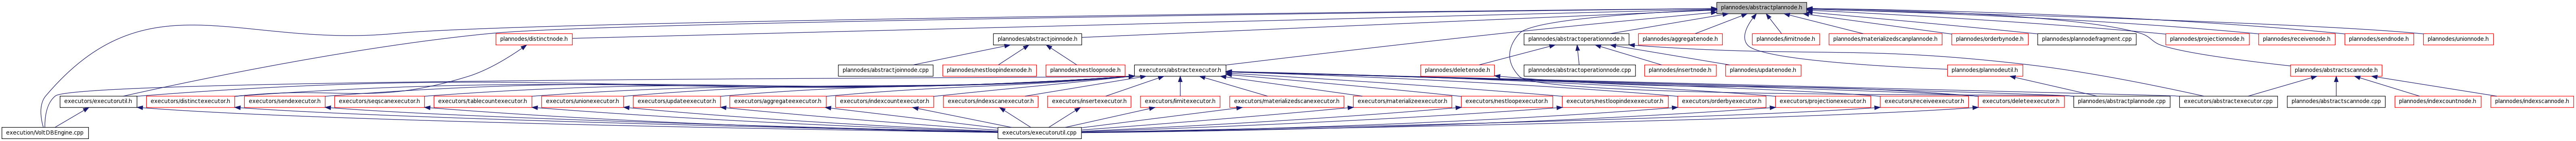 plannodes/abstractplannode.h
plannodes/distinctnode.h
plannodes/abstractjoinnode.h
plannodes/abstractoperationnode.h
plannodes/aggregatenode.h
plannodes/limitnode.h
plannodes/materializedscanplannode.h
plannodes/orderbynode.h
plannodes/plannodefragment.cpp
plannodes/projectionnode.h
plannodes/receivenode.h
plannodes/sendnode.h
plannodes/unionnode.h
plannodes/abstractjoinnode.cpp
plannodes/nestloopindexnode.h
plannodes/nestloopnode.h
executors/abstractexecutor.h
plannodes/deletenode.h
plannodes/abstractoperationnode.cpp
plannodes/insertnode.h
plannodes/updatenode.h
plannodes/plannodeutil.h
plannodes/abstractscannode.h
executors/executorutil.h
executors/distinctexecutor.h
executors/sendexecutor.h
executors/seqscanexecutor.h
executors/tablecountexecutor.h
executors/unionexecutor.h
executors/updateexecutor.h
executors/aggregateexecutor.h
executors/indexcountexecutor.h
executors/indexscanexecutor.h
executors/insertexecutor.h
executors/limitexecutor.h
executors/materializedscanexecutor.h
executors/materializeexecutor.h
executors/nestloopexecutor.h
executors/nestloopindexexecutor.h
executors/orderbyexecutor.h
executors/projectionexecutor.h
executors/receiveexecutor.h
executors/deleteexecutor.h
plannodes/abstractplannode.cpp
executors/abstractexecutor.cpp
plannodes/abstractscannode.cpp
plannodes/indexcountnode.h
plannodes/indexscannode.h
execution/VoltDBEngine.cpp
executors/executorutil.cpp